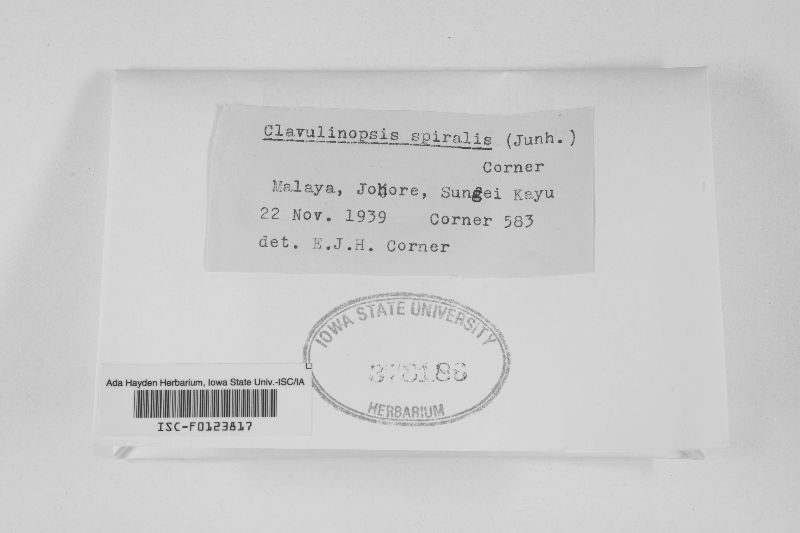 Clavulinopsis spiralis (Junh.)
Corner
Malaya, Johore, Sungei Kayu
22 Nov. 1939 Corner 583
det. E.J.H. Corner
IOWA STATE UNIVERSITY
376186
HERBARIUM
Ada Hayden Herbarium, Iowa State Univ.-ISC/IA
ISC-F0123817